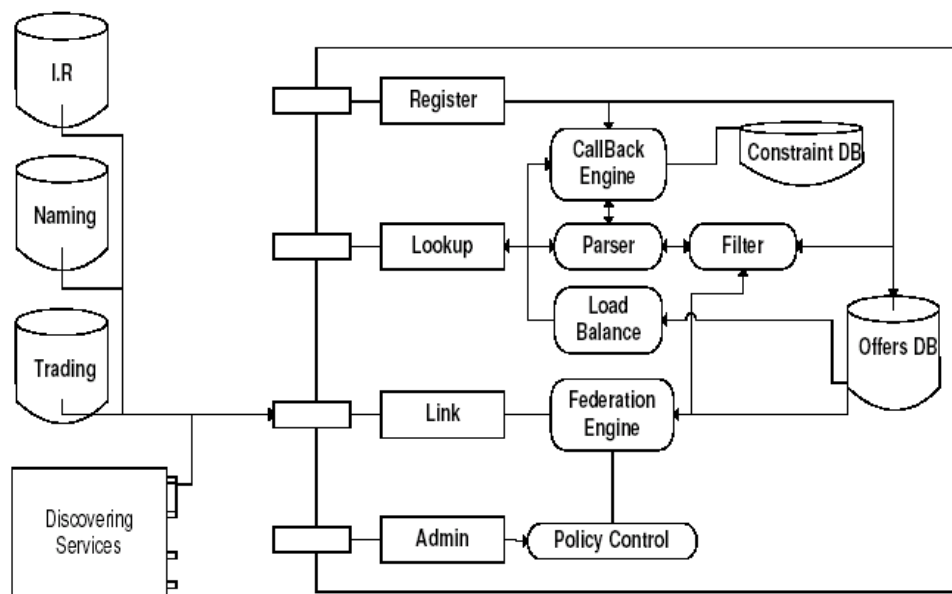 I.R
Naming
Trading
Discovering
Services
Register
CallBack
Engine
Constraint DB
Lookup
Parser
Filter
Load
Balance
Offers DB
Link
Federation
Engine
Admin
Policy Control